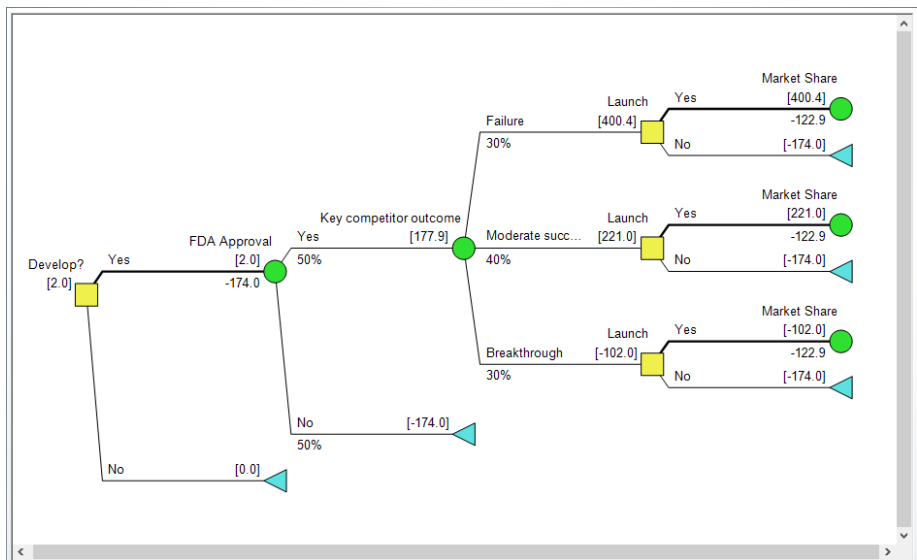 Market Share
Launch
Yes
[400.4]
Failure
[400.4]
-122.9
30%
No
[-174.0]
Market Share
Key competitor outcome
Launch
Yes
[221.0]
FDA Approval
Yes
[177.9]
Moderate succ...
[221.0]
-122.9
Develop?
Yes
[2.0]
50%
40%
No
[-174.0]
[2.0]
-174.0
Market Share
Launch
Yes
[-102.0]
Breakthrough
[-102.0]
-122.9
30%
No
[-174.0]
No
[-174.0]
50%
No
[0.0]